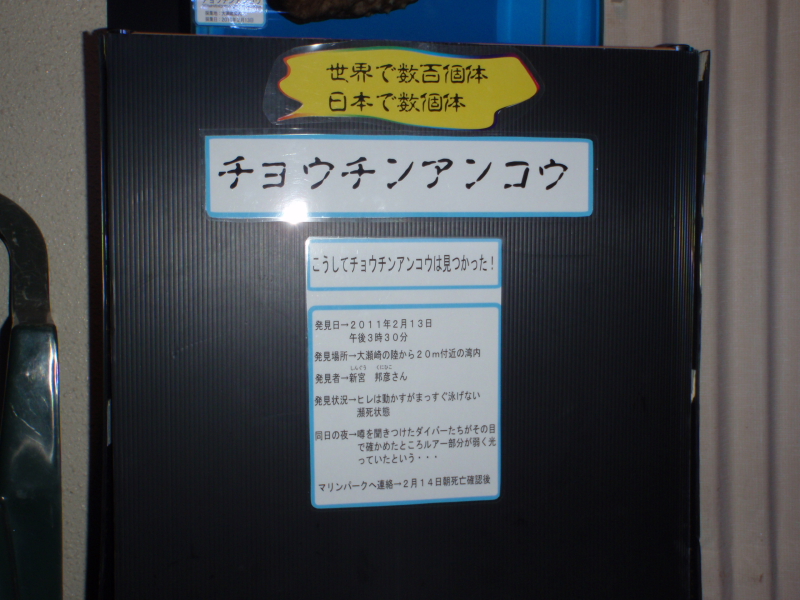 チョウチンアンコウ
世界で数百個体
日本で数個体
チョウチンアンコウ
こうしてチョウチンアンコウは見つかった！
発見日→２０１１年２月１３日
午後３時３０分
発見場所→大瀬崎の陸から２０ｍ付近の湾内
しんぐう　くにひこ
発見者→新宮　邦彦さん
発見状況→ヒレは動かすがまっすぐ泳げない
瀕死状態
同日の夜→噂を聞きつけたダイバーたちがその目
で確かめたところルアー部分が弱く光
っていたという・・・
マリンパークへ連絡→２月１４日朝死亡確認後